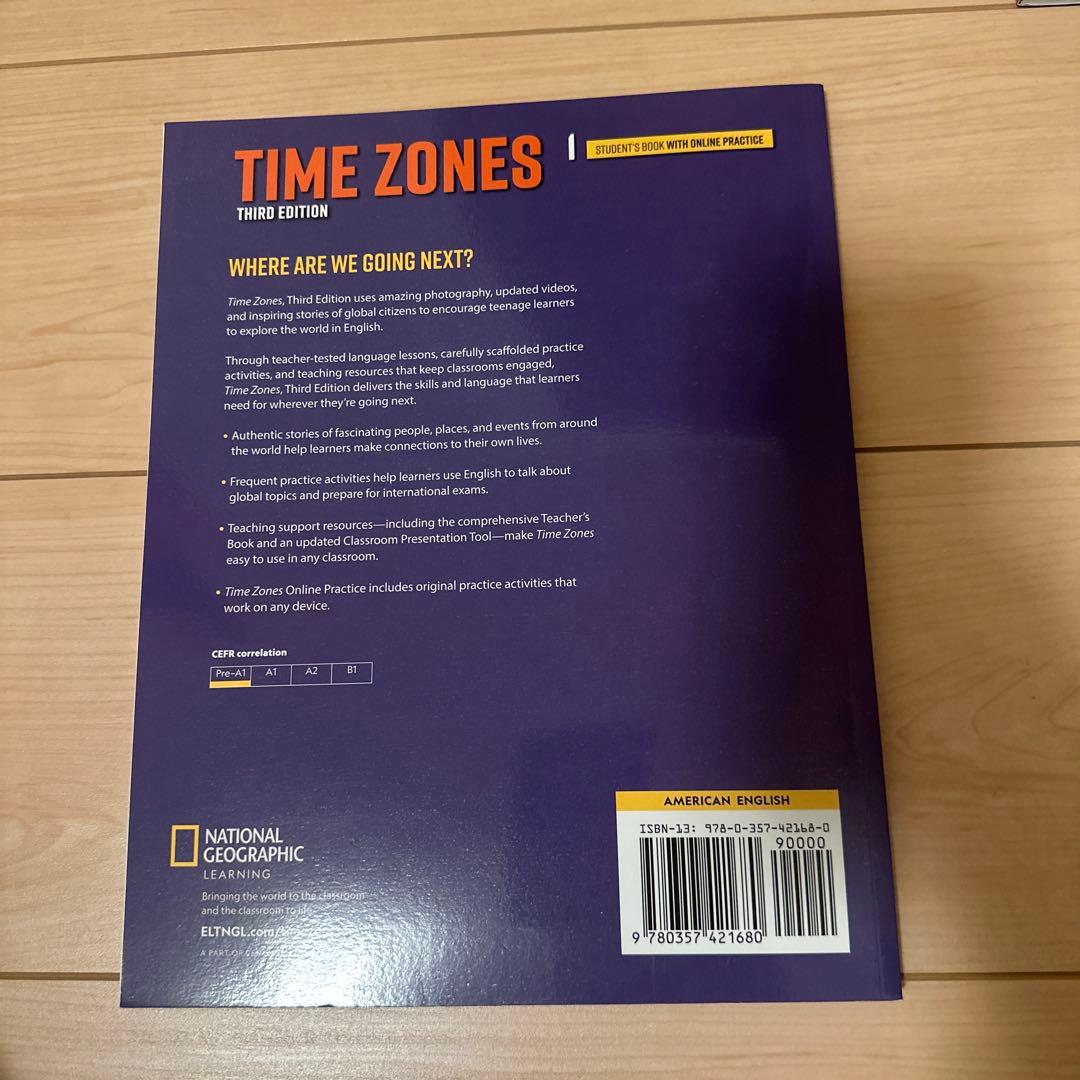 TIME ZONES
1
STUDENT'S BOOK WITH ONLINE PRACTICE
THIRD EDITION
WHERE ARE WE GOING NEXT?
Time Zones, Third Edition uses amazing photography, updated videos,
and inspiring stories of global citizens to encourage teenage learners
to explore the world in English.
Through teacher-tested language lessons, carefully scaffolded practice
activities, and teaching resources that keep classrooms engaged,
Time Zones, Third Edition delivers the skills and language that learners
need for wherever they're going next.
• Authentic stories of fascinating people, places, and events from around
the world help learners make connections to their own lives.
• Frequent practice activities help learners use English to talk about
global topics and prepare for international exams.
• Teaching support resources—including the comprehensive Teacher's
Book and an updated Classroom Presentation Tool—make Time Zones
easy to use in any classroom.
• Time Zones Online Practice includes original practice activities that
work on any device.
CEFR correlation
Pre-A1 A1 A2 B1
NATIONAL
GEOGRAPHIC
LEARNING
Bringing the world to the classroom
and the classroom to
ELTNGL.com/
A PART OF
AMERICAN ENGLISH
ISBN-13: 978-0-357-42168-0
90000
9 780357 421680